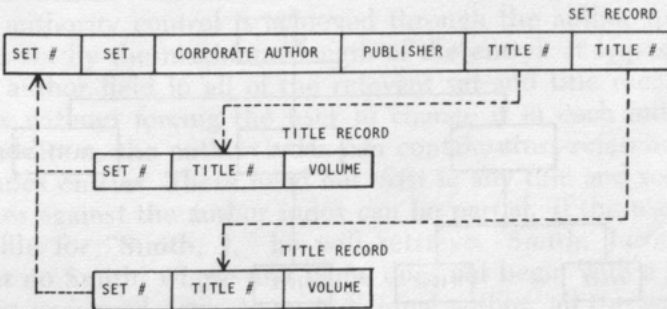 SET RECORD
SET # SET CORPORATE AUTHOR PUBLISHER TITLE # TITLE #
TITLE RECORD
SET # TITLE # VOLUME
TITLE RECORD
SET # TITLE # VOLUME